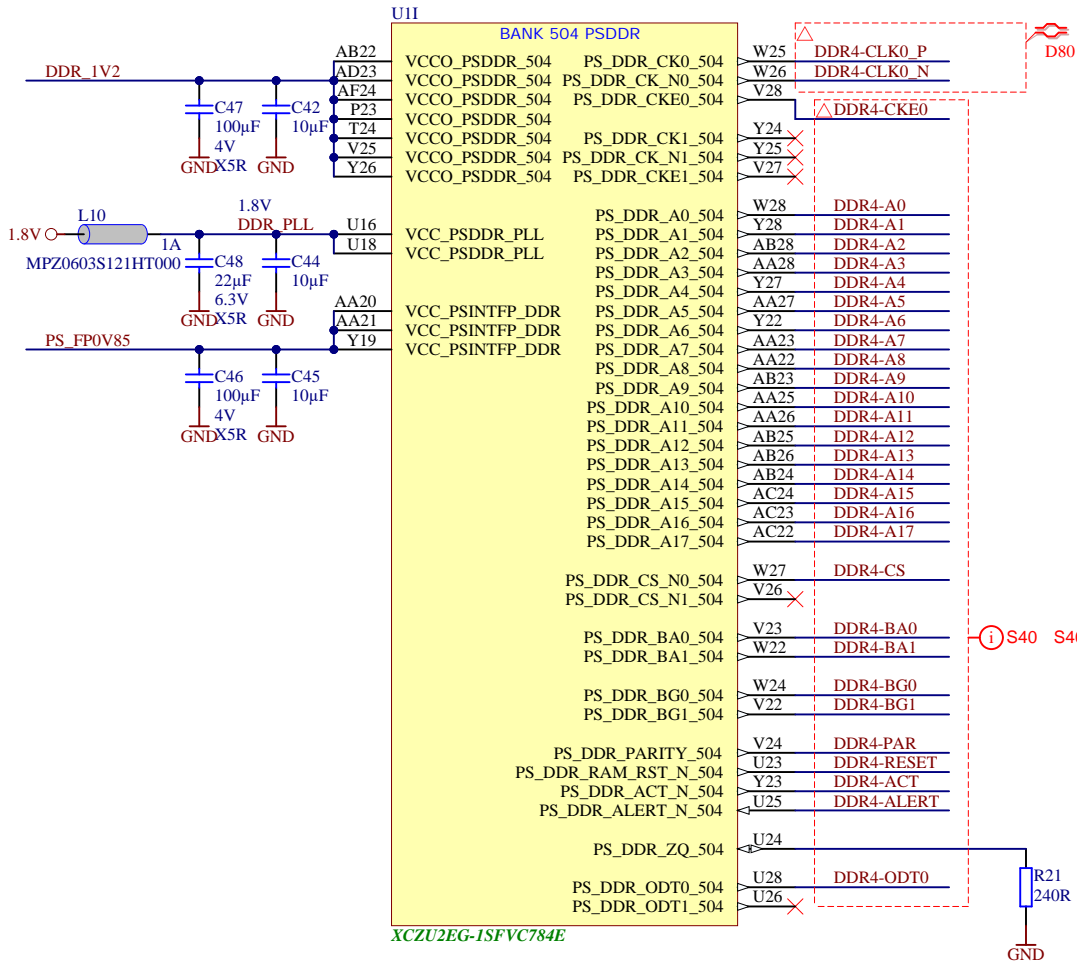 U1I
BANK 504 PSDDR
DDR_1V2
C47
100µF
4V
X5R
GND
C42
10µF
GND
AB22 VCCO_PSDDR_504
AD23 VCCO_PSDDR_504
AF24 VCCO_PSDDR_504
P23 VCCO_PSDDR_504
T24 VCCO_PSDDR_504
V25 VCCO_PSDDR_504
Y26 VCCO_PSDDR_504
1.8V
L10
1A
MPZ0603S121HT000
1.8V
DDR_PLL
C48
22µF
6.3V
X5R
GND
C44
10µF
GND
U16 VCC_PSDDR_PLL
U18 VCC_PSDDR_PLL
PS_FP0V85
C46
100µF
4V
X5R
GND
C45
10µF
GND
AA20 VCC_PSINTFP_DDR
AA21 VCC_PSINTFP_DDR
Y19 VCC_PSINTFP_DDR
PS_DDR_CK0_504 W25 DDR4-CLK0_P
PS_DDR_CK_N0_504 W26 DDR4-CLK0_N
PS_DDR_CKE0_504 V28 DDR4-CKE0
PS_DDR_CK1_504 Y24
PS_DDR_CK_N1_504 Y25
PS_DDR_CKE1_504 V27
PS_DDR_A0_504 W28 DDR4-A0
PS_DDR_A1_504 Y28 DDR4-A1
PS_DDR_A2_504 AB28 DDR4-A2
PS_DDR_A3_504 AA28 DDR4-A3
PS_DDR_A4_504 Y27 DDR4-A4
PS_DDR_A5_504 AA27 DDR4-A5
PS_DDR_A6_504 Y22 DDR4-A6
PS_DDR_A7_504 AA23 DDR4-A7
PS_DDR_A8_504 AA22 DDR4-A8
PS_DDR_A9_504 AB23 DDR4-A9
PS_DDR_A10_504 AA25 DDR4-A10
PS_DDR_A11_504 AA26 DDR4-A11
PS_DDR_A12_504 AB25 DDR4-A12
PS_DDR_A13_504 AB26 DDR4-A13
PS_DDR_A14_504 AB24 DDR4-A14
PS_DDR_A15_504 AC24 DDR4-A15
PS_DDR_A16_504 AC23 DDR4-A16
PS_DDR_A17_504 AC22 DDR4-A17
PS_DDR_CS_N0_504 W27 DDR4-CS
PS_DDR_CS_N1_504 V26
PS_DDR_BA0_504 V23 DDR4-BA0
PS_DDR_BA1_504 W22 DDR4-BA1
PS_DDR_BG0_504 W24 DDR4-BG0
PS_DDR_BG1_504 V22 DDR4-BG1
PS_DDR_PARITY_504 V24 DDR4-PAR
PS_DDR_RAM_RST_N_504 U23 DDR4-RESET
PS_DDR_ACT_N_504 Y23 DDR4-ACT
PS_DDR_ALERT_N_504 U25 DDR4-ALERT
PS_DDR_ZQ_504 U24
PS_DDR_ODT0_504 U28 DDR4-ODT0
PS_DDR_ODT1_504 U26
D80
i S40
R21
240R
GND
XCZU2EG-1SFVC784E